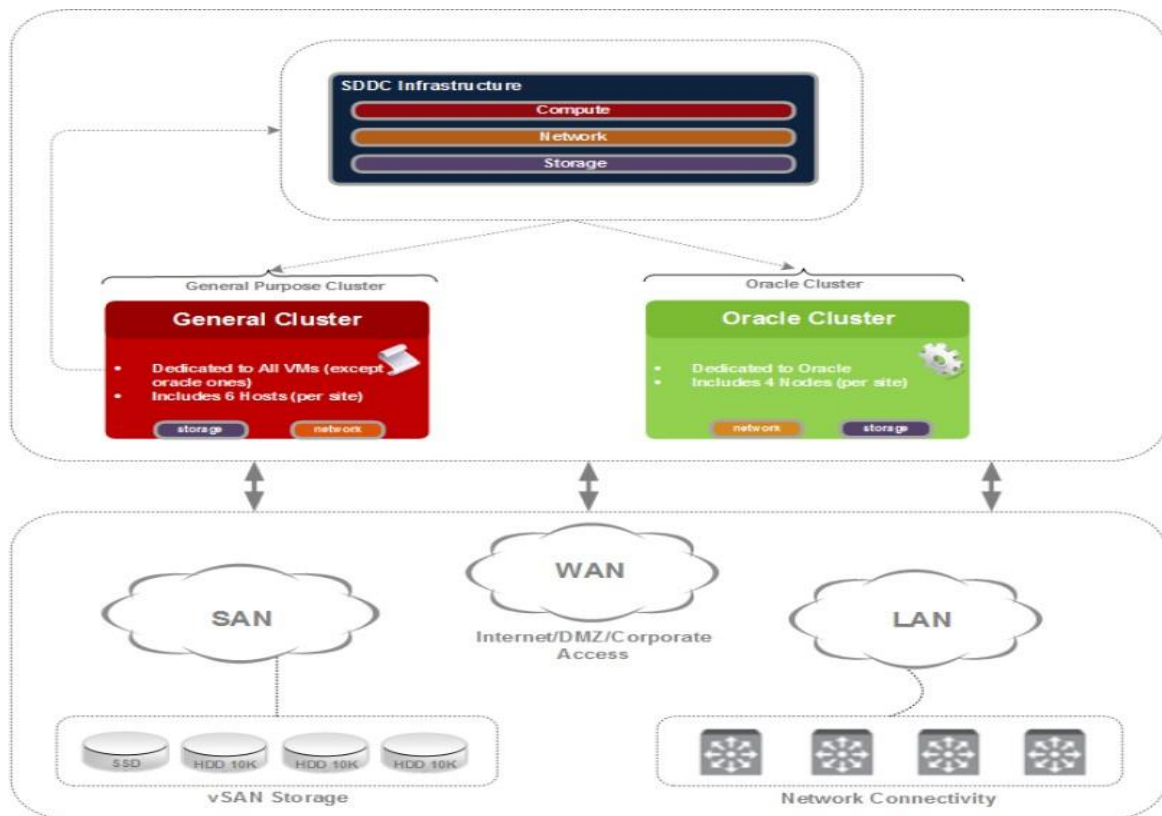 SDDC Infrastructure
Compute
Network
Storage
General Purpose Cluster
Oracle Cluster
General Cluster
• Dedicated to All VMs (except
oracle ones)
• Includes 6 Hosts (per site)
storage
network
Oracle Cluster
• Dedicated to Oracle
• Includes 4 Nodes (per site)
network
storage
SAN
WAN
Internet/DMZ/Corporate
Access
LAN
SSD
HDD 10K
HDD 10K
HDD 10K
vSAN Storage
Network Connectivity